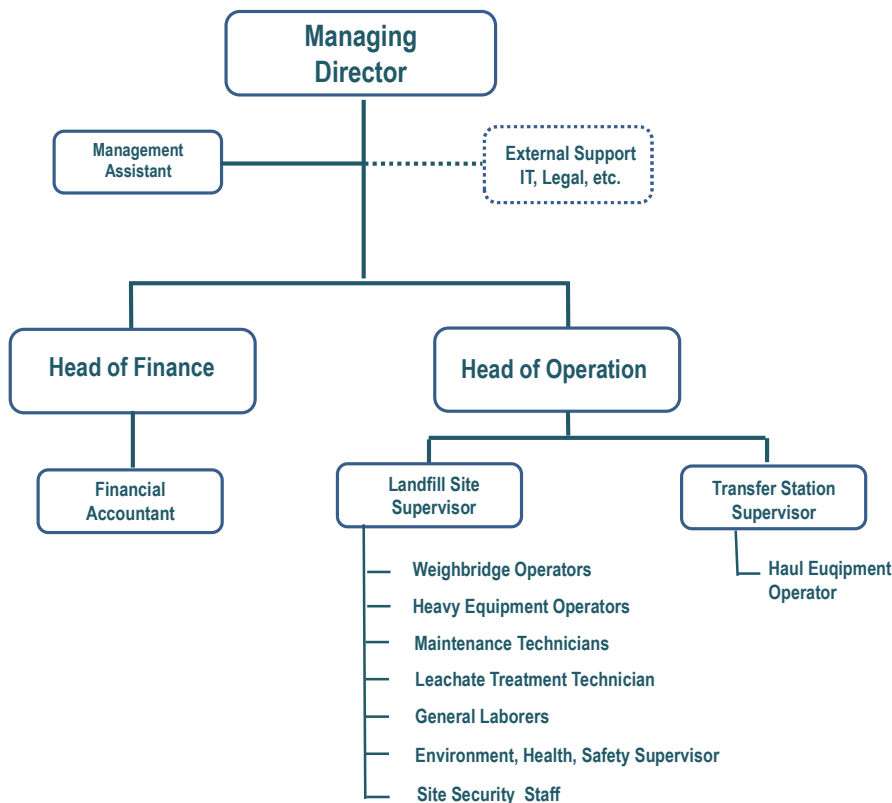 Managing
Director
Management
Assistant
External Support
IT, Legal, etc.
Head of Finance
Head of Operation
Financial
Accountant
Landfill Site
Supervisor
Transfer Station
Supervisor
Weighbridge Operators
Heavy Equipment Operators
Maintenance Technicians
Leachate Treatment Technician
General Laborers
Environment, Health, Safety Supervisor
Site Security Staff
Haul Euqipment
Operator